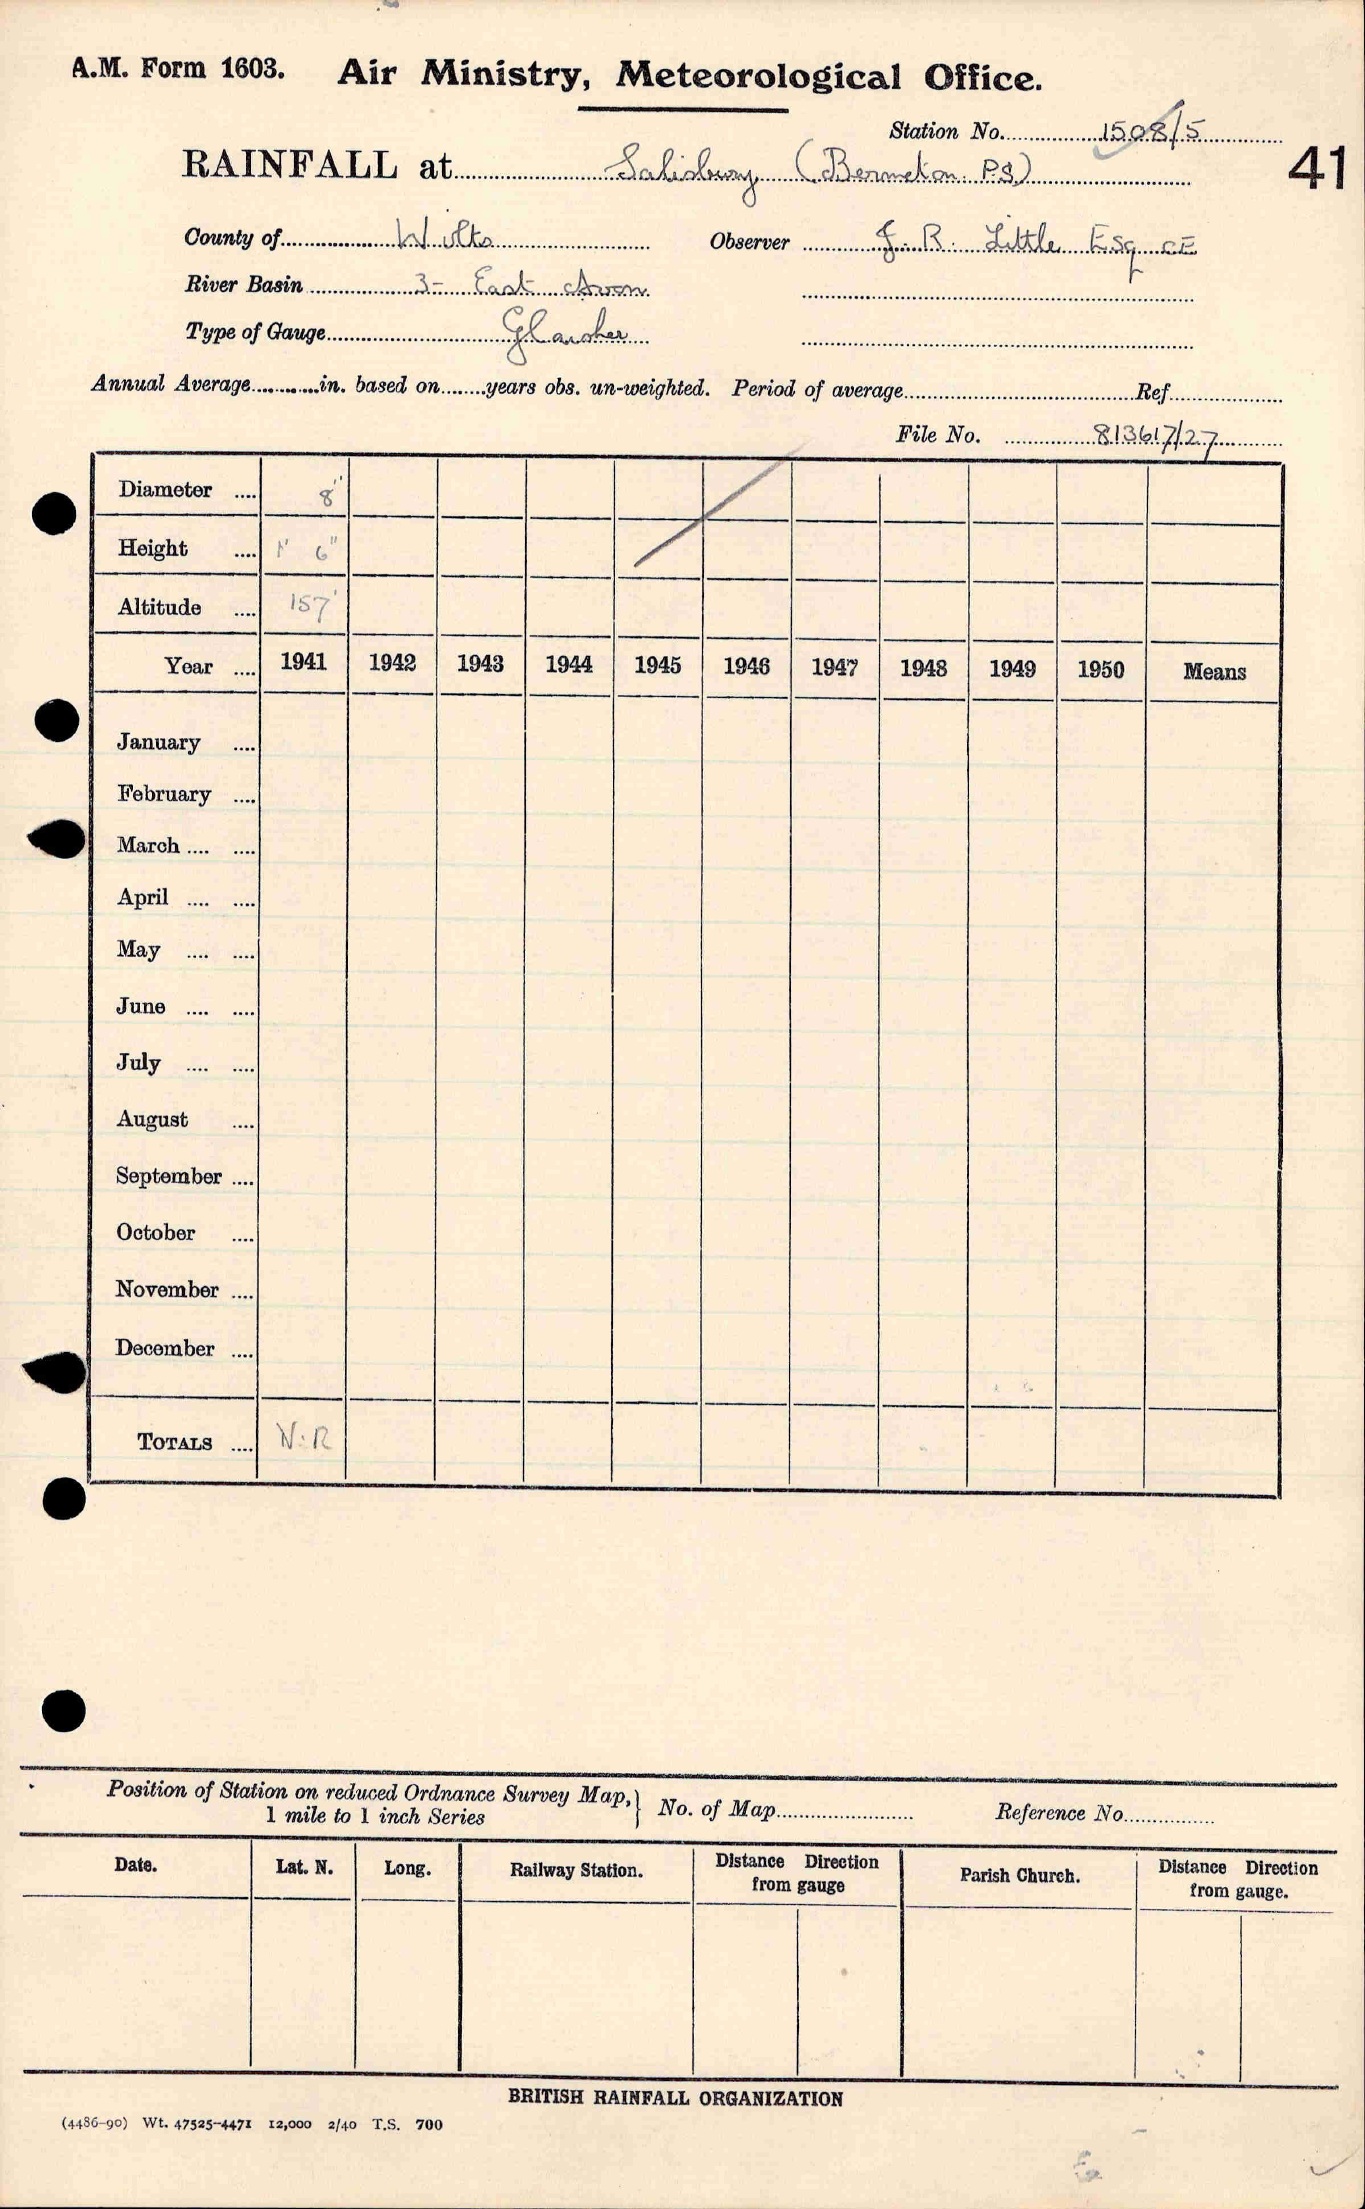 A.M. Form 1603. Air Ministry, Meteorological Office.
Station No. 1508/5
41
RAINFALL at Salisbury (Bemerton P.S)
County of Wilts Observer J. R. Little Esq CE
River Basin 3- East Avon
Type of Gauge Glaisher
Annual Average in. based on years obs. un-weighted. Period of average Ref
File No. 813617/27
Diameter 8"
Height 1' 6"
Altitude 157'
Year 1941 1942 1943 1944 1945 1946 1947 1948 1949 1950 Means
January
February
March
April
May
June
July
August
September
October
November
December
TOTALS N.R
Position of Station on reduced Ordnance Survey Map, } No. of Map Reference No.
1 mile to 1 inch Series
Date. Lat. N. Long. Railway Station. Distance Direction from gauge Parish Church. Distance Direction from gauge.
BRITISH RAINFALL ORGANIZATION
(4486-90) Wt. 47525-4471 12,000 2/40 T.S. 700